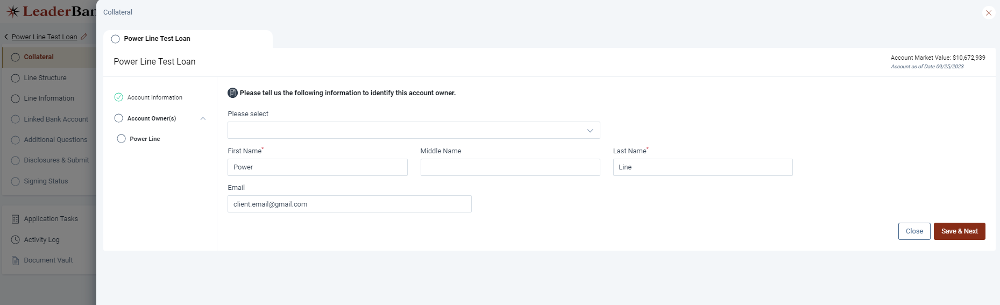 LeaderBan
Collateral
Power Line Test Loan
Power Line Test Loan
Collateral
Power Line Test Loan
Account Market Value: $10,672,939
Account as of Date 09/25/2023
Line Structure
Line Information
Linked Bank Account
Additional Questions
Disclosures & Submit
Signing Status
Application Tasks
Activity Log
Document Vault
Account Information
Account Owner(s)
Power Line
Please tell us the following information to identify this account owner.
Please select
First Name* Middle Name Last Name*
Power Line
Email
client.email@gmail.com
Close Save & Next